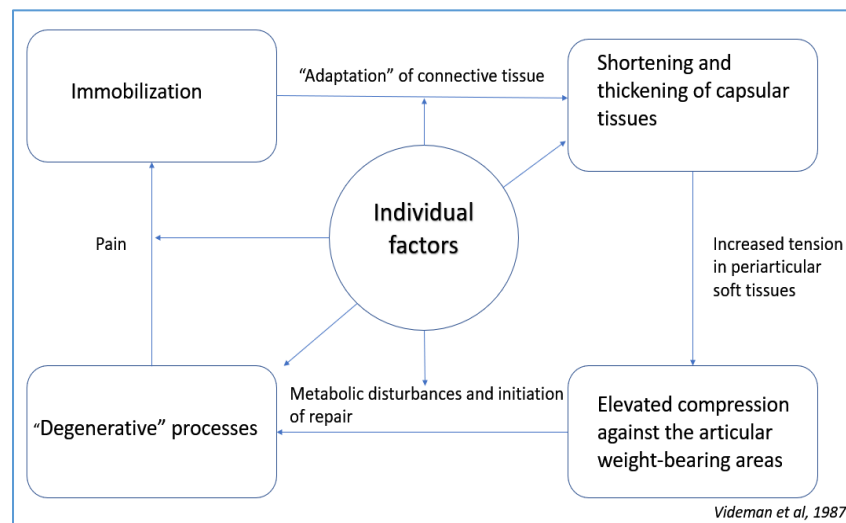 Immobilization
“Adaptation” of connective tissue
Shortening and
thickening of capsular
tissues
Individual
factors
Pain
Increased tension
in periarticular
soft tissues
“Degenerative” processes
Metabolic disturbances and initiation
of repair
Elevated compression
against the articular
weight-bearing areas
Videman et al, 1987